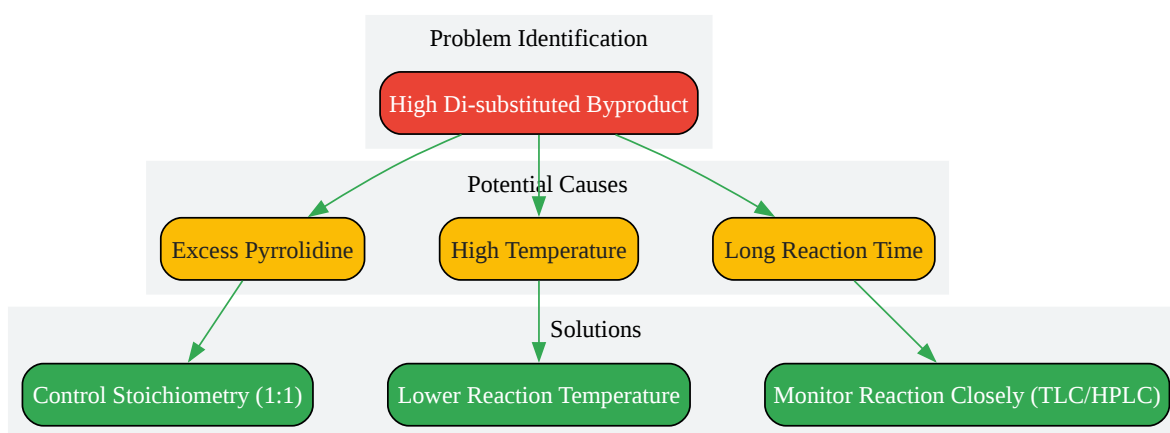 Problem Identification
High Di-substituted Byproduct
Potential Causes
Excess Pyrrolidine
High Temperature
Long Reaction Time
Solutions
Control Stoichiometry (1:1)
Lower Reaction Temperature
Monitor Reaction Closely (TLC/HPLC)